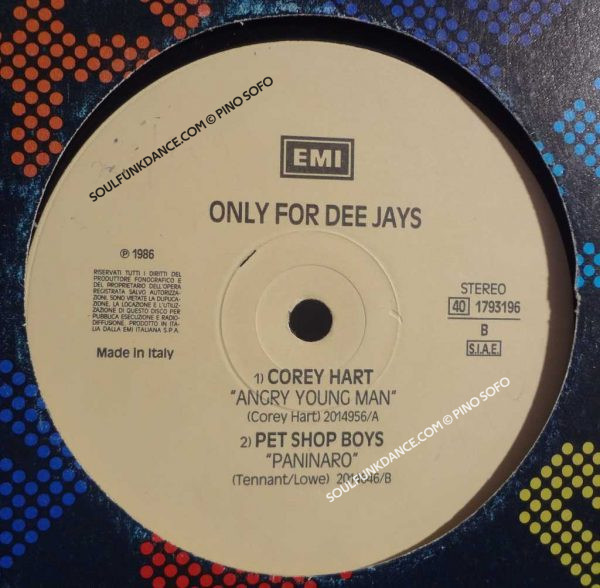 SOULFUNKDANCE.COM © PINO SOFO
EMI
ONLY FOR DEE JAYS
℗ 1986
RISERVATI TUTTI I DIRITTI DEL
PRODUTTORE FONOGRAFICO E
DEL PROPRIETARIO DELL'OPERA
REGISTRATA SALVO AUTORIZZA-
ZIONI, SONO VIETATE LA DUPLICA-
ZIONE, LA LOCAZIONE E L'UTILIZ-
ZAZIONE DI QUESTO DISCO PER
PUBBLICA ESECUZIONE E RADIO-
DIFFUSIONE. PRODOTTO IN ITA-
LIA DALLA EMI ITALIANA S.P.A.
Made in Italy
STEREO
40 1793196
B
S.I.A.E.
1) COREY HART
"ANGRY YOUNG MAN"
(Corey Hart) 2014956/A
2) PET SHOP BOYS
"PANINARO"
(Tennant/Lowe) 2014946/B
SOULFUNKDANCE.COM © PINO SOFO